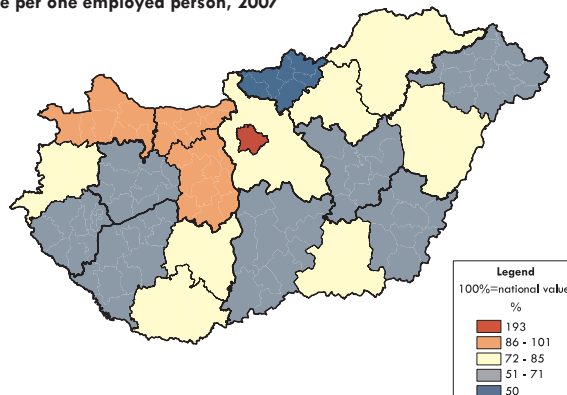 e per one employed person, 2007
Legend
100%=national value
%
193
86 - 101
72 - 85
51 - 71
50